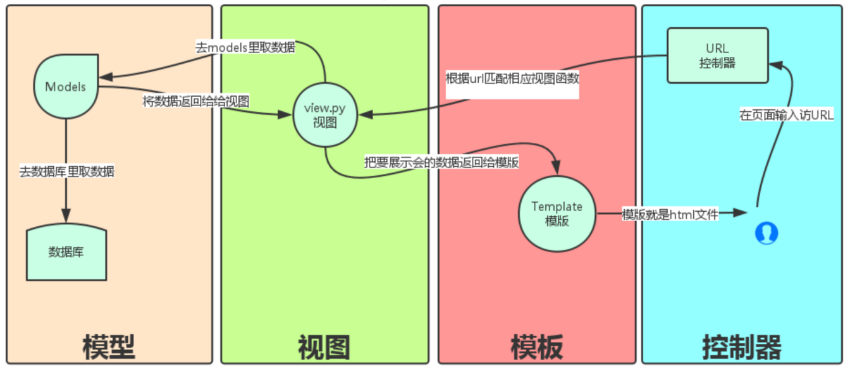 去models里取数据
Models
将数据返回给给视图
view.py
视图
去数据库里取数据
数据库
根据url匹配相应视图函数
URL
控制器
在页面输入访URL
把要展示会的数据返回给模版
Template
模版
模版就是html文件
模型
视图
模板
控制器